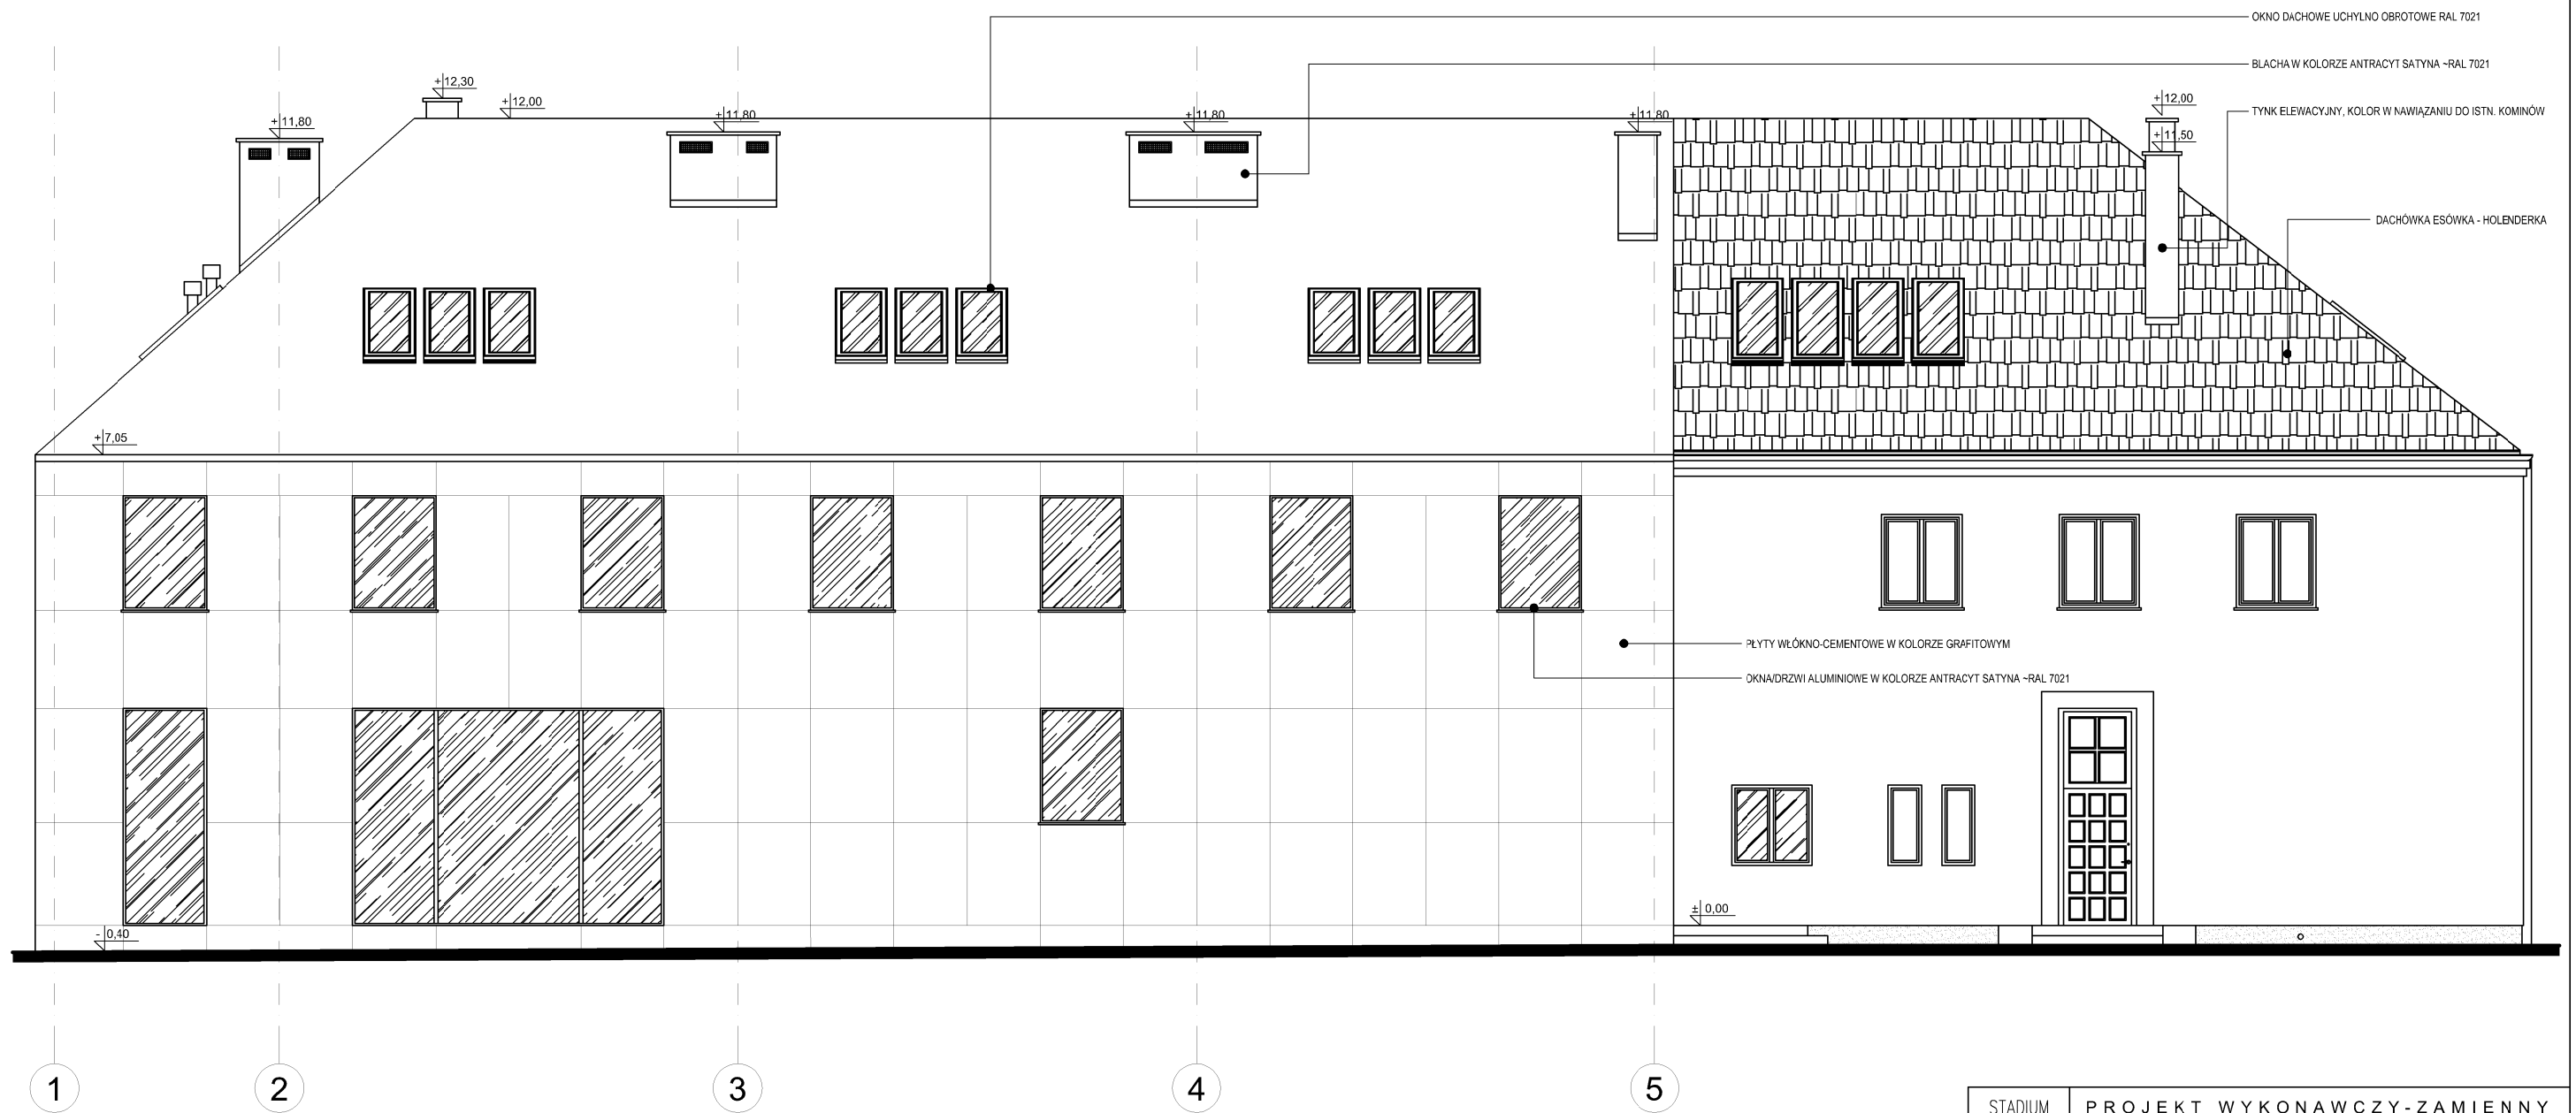 OKNO DACHOWE UCHYLNO OBROTOWE RAL 7021
BLACHA W KOLORZE ANTRACYT SATYNA ~RAL 7021
+12,30
+12,00
+12,00
TYNK ELEWACYJNY, KOLOR W NAWIĄZANIU DO ISTN. KOMINÓW
+11,80
+11,80
+11,80
+11,80
+11,50
DACHÓWKA ESÓWKA - HOLENDERKA
+7,05
PŁYTY WŁÓKNO-CEMENTOWE W KOLORZE GRAFITOWYM
OKNA/DRZWI ALUMINIOWE W KOLORZE ANTRACYT SATYNA ~RAL 7021
± 0,00
- 0,40
1 2 3 4 5
STADIUM PROJEKT WYKONAWCZY-ZAMIENNY